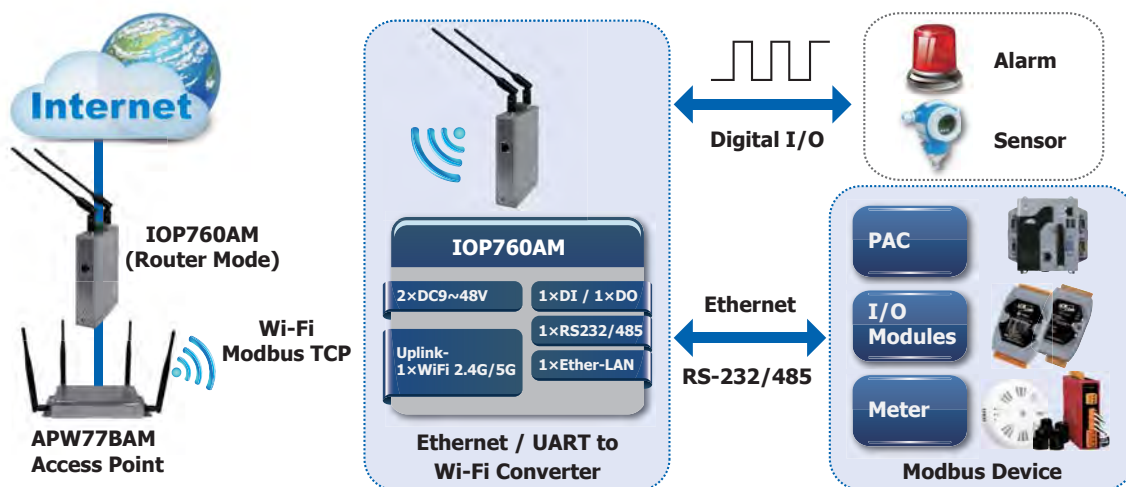 Internet
IOP760AM
(Router Mode)
Wi-Fi
Modbus TCP
APW77BAM
Access Point
IOP760AM
2×DC9~48V
Uplink-
1×WiFi 2.4G/5G
1×DI / 1×DO
1×RS232/485
1×Ether-LAN
Ethernet / UART to
Wi-Fi Converter
Digital I/O
Alarm
Sensor
Ethernet
RS-232/485
PAC
I/O
Modules
Meter
Modbus Device